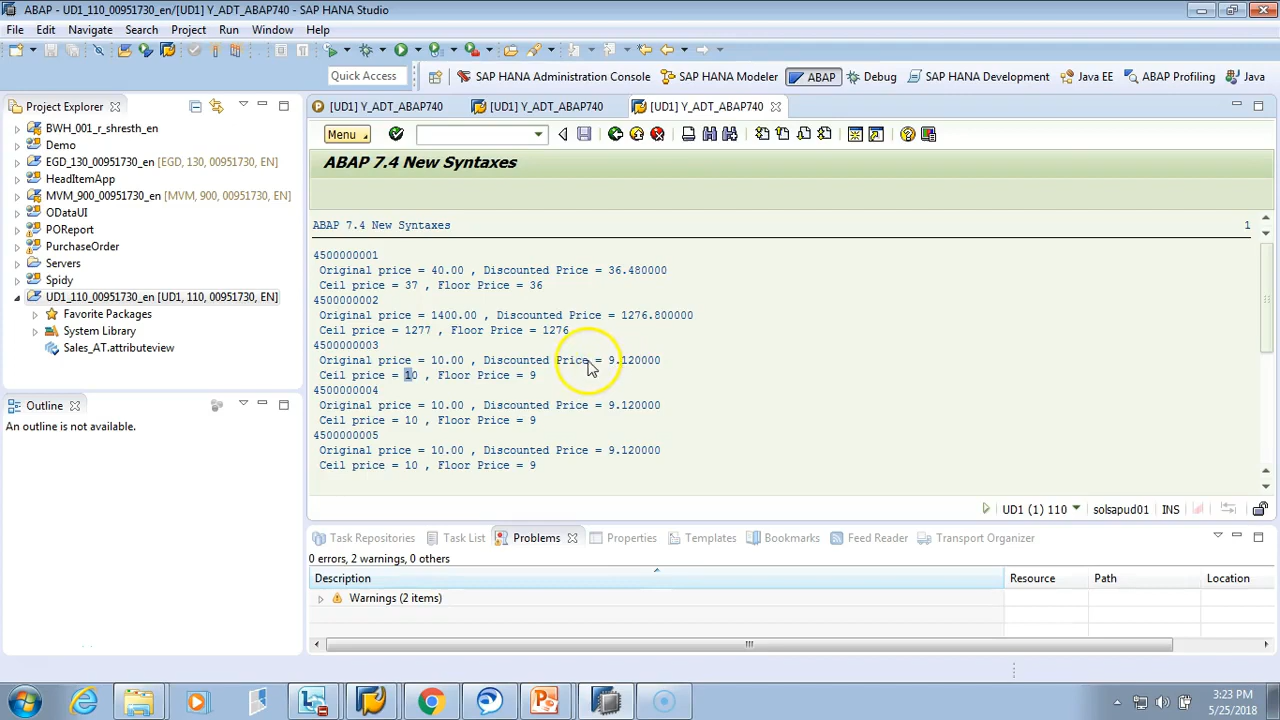 ABAP - UD1_110_00951730_en/[UD1] Y_ADT_ABAP740 - SAP HANA Studio
File Edit Navigate Search Project Run Window Help
Quick Access
SAP HANA Administration Console
SAP HANA Modeler
ABAP
Debug
SAP HANA Development
Java EE
ABAP Profiling
Java
Project Explorer
BWH_001_r_shresth_en
Demo
EGD_130_00951730_en [EGD, 130, 00951730, EN]
HeadItemApp
MVM_900_00951730_en [MVM, 900, 00951730, EN]
ODataUI
POReport
PurchaseOrder
Servers
Spidy
UD1_110_00951730_en [UD1, 110, 00951730, EN]
Favorite Packages
System Library
Sales_AT.attributeview
Outline
An outline is not available.
[UD1] Y_ADT_ABAP740
[UD1] Y_ADT_ABAP740
[UD1] Y_ADT_ABAP740
Menu
ABAP 7.4 New Syntaxes
ABAP 7.4 New Syntaxes 1
4500000001
Original price = 40.00 , Discounted Price = 36.480000
Ceil price = 37 , Floor Price = 36
4500000002
Original price = 1400.00 , Discounted Price = 1276.800000
Ceil price = 1277 , Floor Price = 1276
4500000003
Original price = 10.00 , Discounted Price = 9.120000
Ceil price = 10 , Floor Price = 9
4500000004
Original price = 10.00 , Discounted Price = 9.120000
Ceil price = 10 , Floor Price = 9
4500000005
Original price = 10.00 , Discounted Price = 9.120000
Ceil price = 10 , Floor Price = 9
UD1 (1) 110 solsapud01 INS
Task Repositories
Task List
Problems
Properties
Templates
Bookmarks
Feed Reader
Transport Organizer
0 errors, 2 warnings, 0 others
Description Resource Path Location
Warnings (2 items)
3:23 PM
5/25/2018